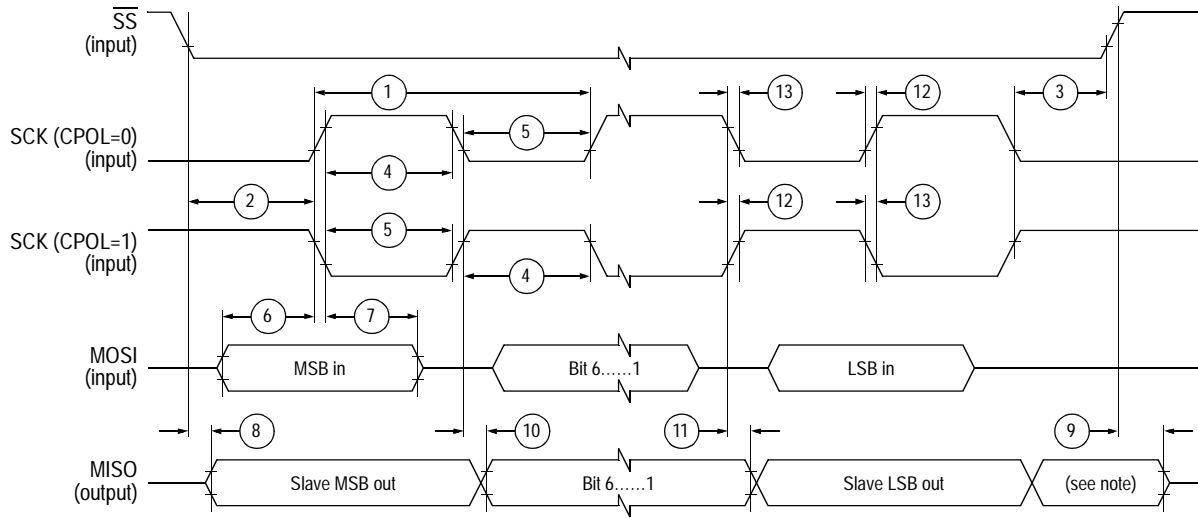 SS
(input)
1
13
12
3
SCK (CPOL=0)
(input)
5
4
2
12
13
SCK (CPOL=1)
(input)
5
4
6
7
MOSI
(input)
MSB in
Bit 6......1
LSB in
8
10
11
9
MISO
(output)
Slave MSB out
Bit 6......1
Slave LSB out
(see note)